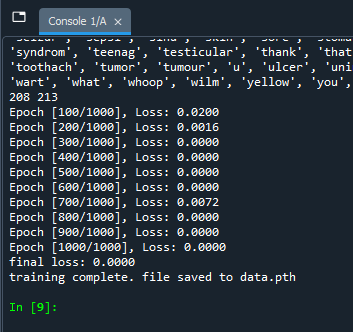 Console 1/A ×
'syndrom', 'teenag', 'testicular', 'thank', 'that
'toothach', 'tumor', 'tumour', 'u', 'ulcer', 'uni
'wart', 'what', 'whoop', 'wilm', 'yellow', 'you',
208 213
Epoch [100/1000], Loss: 0.0200
Epoch [200/1000], Loss: 0.0016
Epoch [300/1000], Loss: 0.0000
Epoch [400/1000], Loss: 0.0000
Epoch [500/1000], Loss: 0.0000
Epoch [600/1000], Loss: 0.0000
Epoch [700/1000], Loss: 0.0072
Epoch [800/1000], Loss: 0.0000
Epoch [900/1000], Loss: 0.0000
Epoch [1000/1000], Loss: 0.0000
final loss: 0.0000
training complete. file saved to data.pth
In [9]: